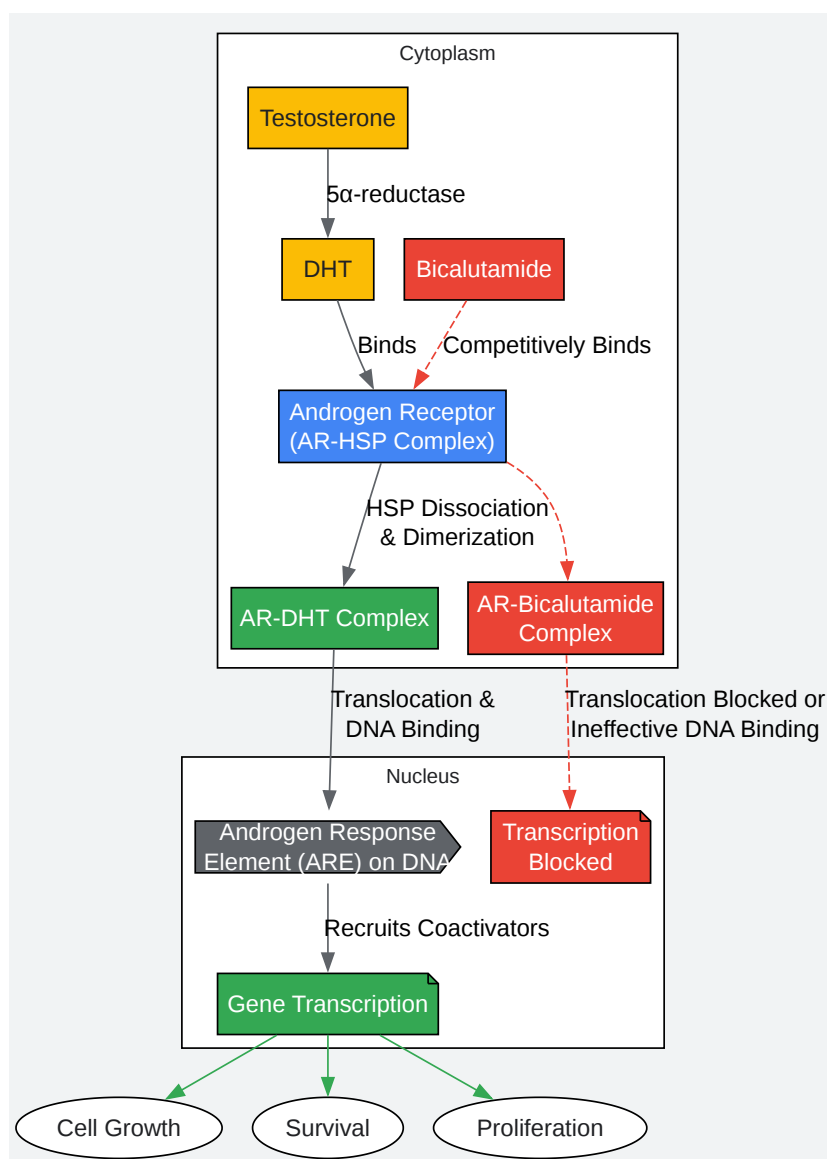 Cytoplasm
Testosterone
5α-reductase
DHT
Bicalutamide
Binds
Competitively Binds
Androgen Receptor
(AR-HSP Complex)
HSP Dissociation
& Dimerization
AR-DHT Complex
AR-Bicalutamide
Complex
Translocation &
DNA Binding
Translocation Blocked or
Ineffective DNA Binding
Nucleus
Androgen Response
Element (ARE) on DNA
Transcription
Blocked
Recruits Coactivators
Gene Transcription
Cell Growth
Survival
Proliferation